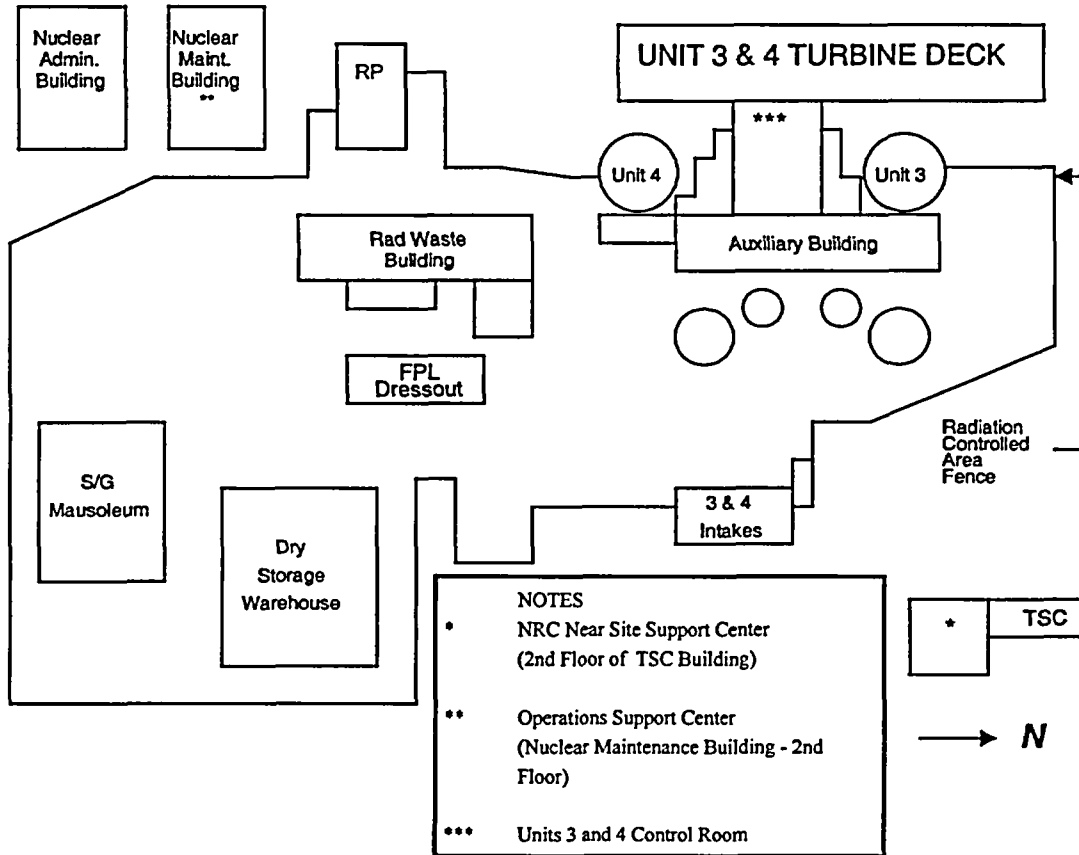 Nuclear
Admin.
Building
Nuclear
Maint.
Building
**
RP
UNIT 3 & 4 TURBINE DECK
***
Unit 4
Unit 3
Rad Waste
Building
Auxiliary Building
FPL
Dressout
Radiation
Controlled
Area
Fence
S/G
Mausoleum
Dry
Storage
Warehouse
3 & 4
Intakes
NOTES
* NRC Near Site Support Center
(2nd Floor of TSC Building)
** Operations Support Center
(Nuclear Maintenance Building - 2nd
Floor)
*** Units 3 and 4 Control Room
*
TSC
N